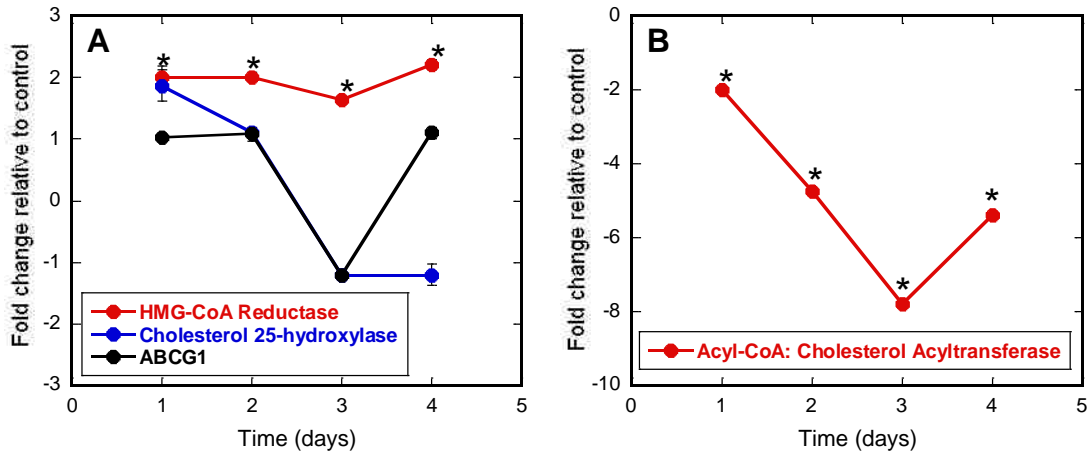 A
Fold change relative to control
3
2
1
0
-1
-2
-3
* * * *
HMG-CoA Reductase
Cholesterol 25-hydroxylase
ABCG1
0 1 2 3 4 5
Time (days)
B
Fold change relative to control
0
-2
-4
-6
-8
-10
* * * *
Acyl-CoA: Cholesterol Acyltransferase
0 1 2 3 4 5
Time (days)